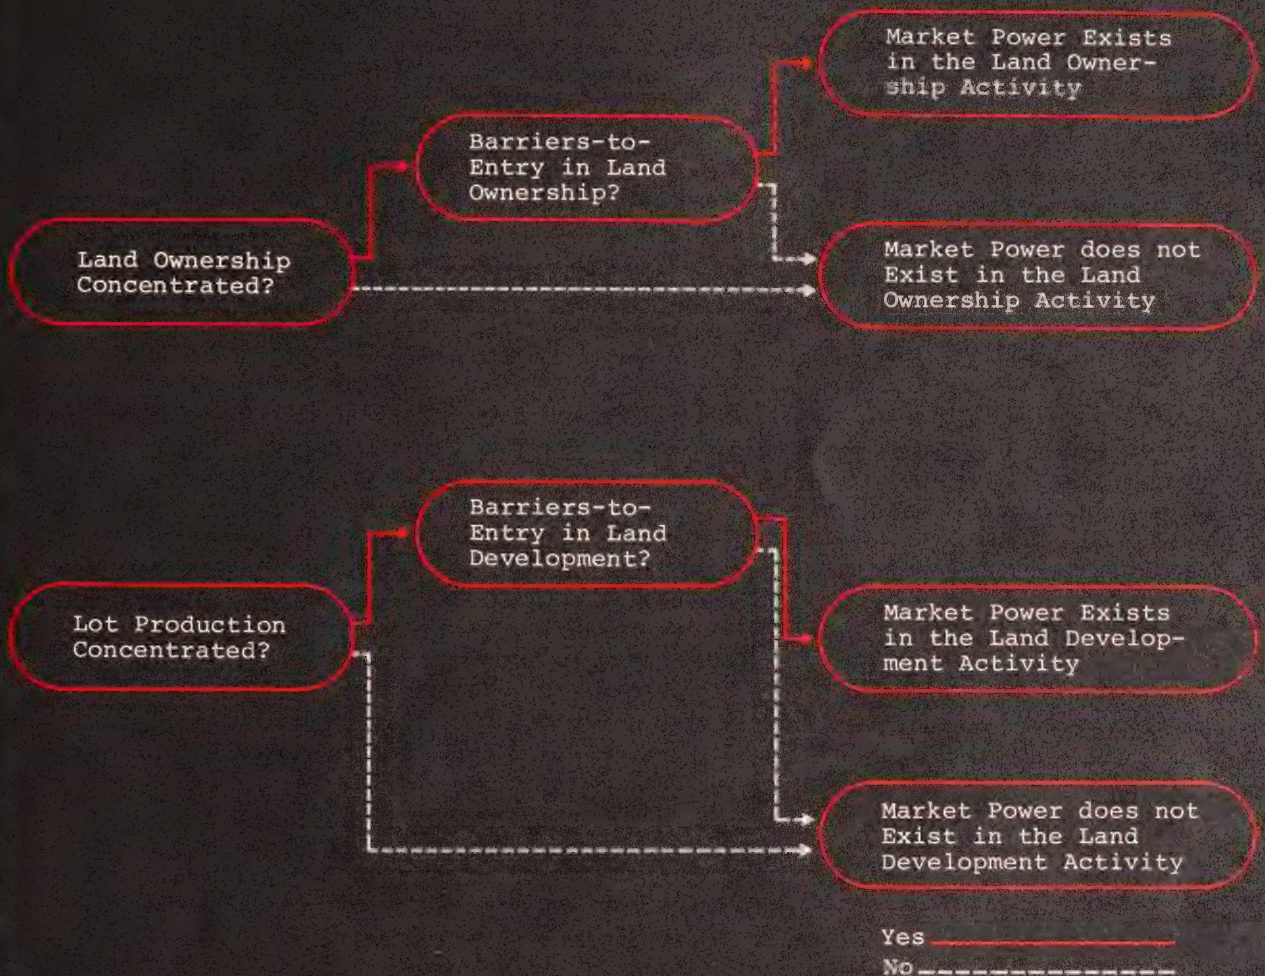 Market Power Exists
in the Land Owner-
ship Activity
Barriers-to-
Entry in Land
Ownership?
Land Ownership
Concentrated?
Market Power does not
Exist in the Land
Ownership Activity
Barriers-to-
Entry in Land
Development?
Lot Production
Concentrated?
Market Power Exists
in the Land Develop-
ment Activity
Market Power does not
Exist in the Land
Development Activity
Yes
No